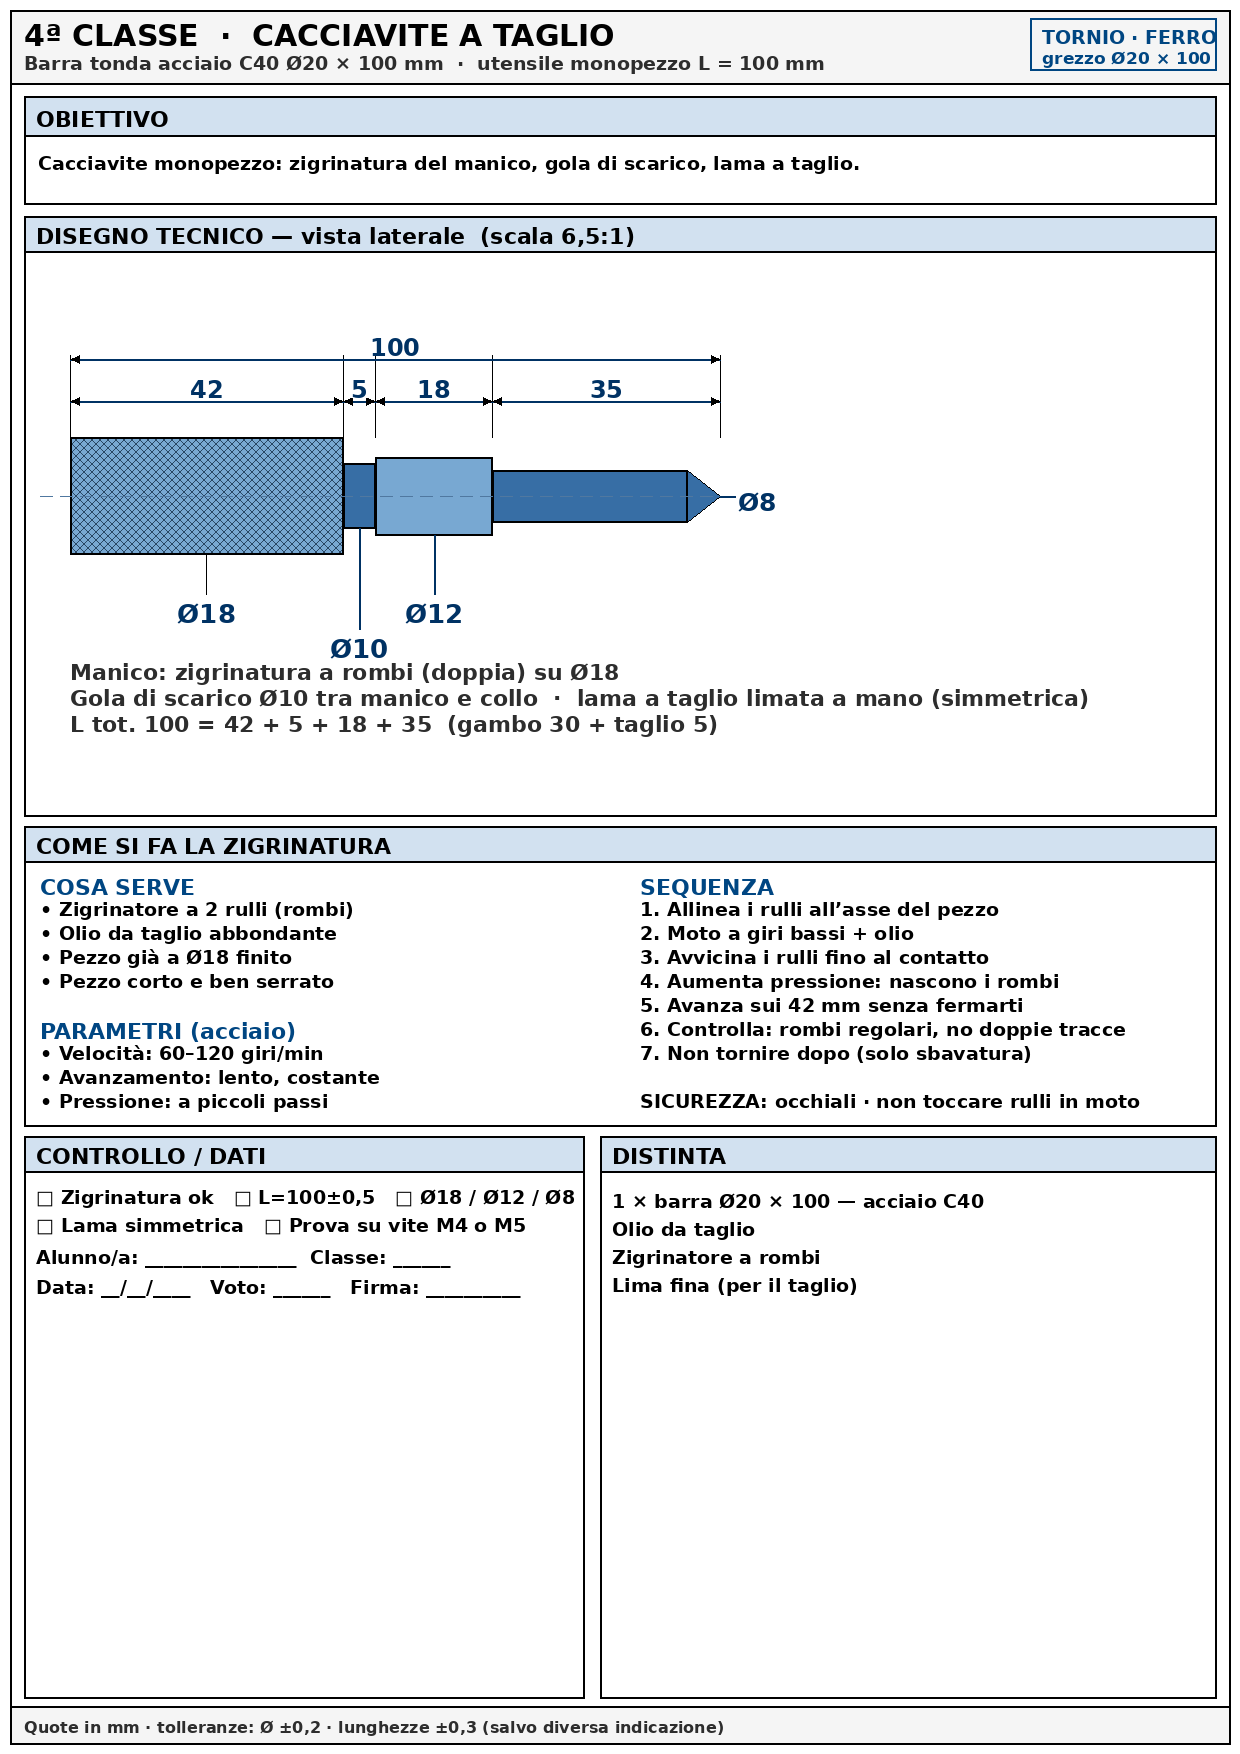 4ª CLASSE · CACCIAVITE A TAGLIO
Barra tonda acciaio C40 Ø20 × 100 mm · utensile monopezzo L = 100 mm
TORNIO · FERRO
grezzo Ø20 × 100
OBIETTIVO
Cacciavite monopezzo: zigrinatura del manico, gola di scarico, lama a taglio.
DISEGNO TECNICO — vista laterale (scala 6,5:1)
100
42 5 18 35
Ø8
Ø18 Ø12
Ø10
Manico: zigrinatura a rombi (doppia) su Ø18
Gola di scarico Ø10 tra manico e collo · lama a taglio limata a mano (simmetrica)
L tot. 100 = 42 + 5 + 18 + 35 (gambo 30 + taglio 5)
COME SI FA LA ZIGRINATURA
COSA SERVE
• Zigrinatore a 2 rulli (rombi)
• Olio da taglio abbondante
• Pezzo già a Ø18 finito
• Pezzo corto e ben serrato
PARAMETRI (acciaio)
• Velocità: 60–120 giri/min
• Avanzamento: lento, costante
• Pressione: a piccoli passi
SEQUENZA
1. Allinea i rulli all’asse del pezzo
2. Moto a giri bassi + olio
3. Avvicina i rulli fino al contatto
4. Aumenta pressione: nascono i rombi
5. Avanza sui 42 mm senza fermarti
6. Controlla: rombi regolari, no doppie tracce
7. Non tornire dopo (solo sbavatura)
SICUREZZA: occhiali · non toccare rulli in moto
CONTROLLO / DATI
□ Zigrinatura ok □ L=100±0,5 □ Ø18 / Ø12 / Ø8
□ Lama simmetrica □ Prova su vite M4 o M5
Alunno/a: ________________ Classe: ______
Data: __/__/____ Voto: ______ Firma: __________
DISTINTA
1 × barra Ø20 × 100 — acciaio C40
Olio da taglio
Zigrinatore a rombi
Lima fina (per il taglio)
Quote in mm · tolleranze: Ø ±0,2 · lunghezze ±0,3 (salvo diversa indicazione)